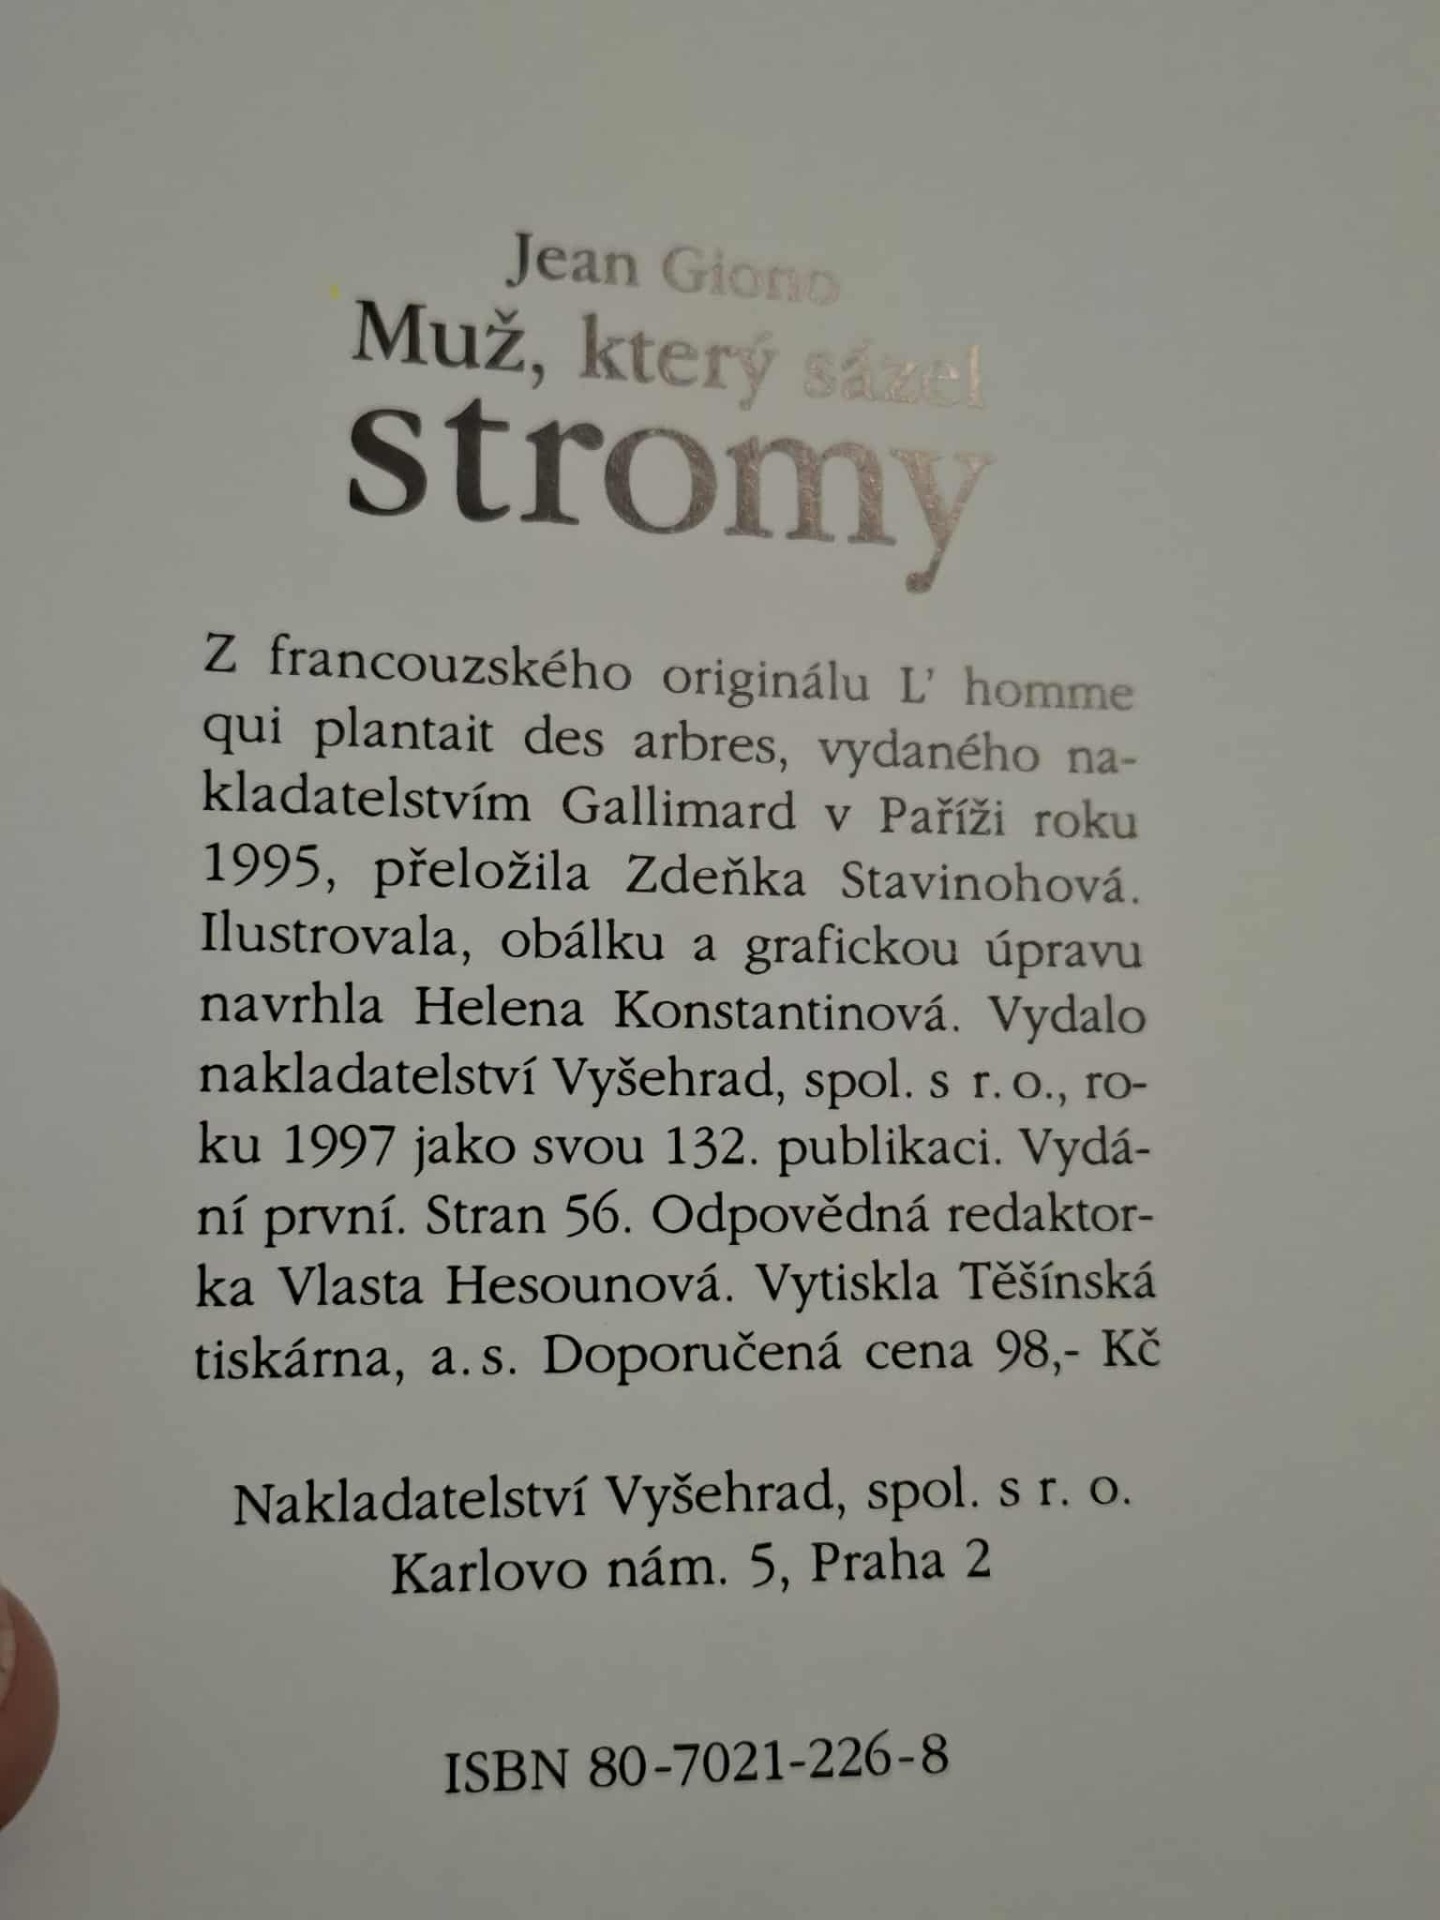 Jean Giono
Muž, který sázel
stromy
Z francouzského originálu L’ homme
qui plantait des arbres, vydaného na-
kladatelstvím Gallimard v Paříži roku
1995, přeložila Zdeňka Stavinohová.
Ilustrovala, obálku a grafickou úpravu
navrhla Helena Konstantinová. Vydalo
nakladatelství Vyšehrad, spol. s r. o., ro-
ku 1997 jako svou 132. publikaci. Vydá-
ní první. Stran 56. Odpovědná redaktor-
ka Vlasta Hesounová. Vytiskla Těšínská
tiskárna, a. s. Doporučená cena 98,- Kč
Nakladatelství Vyšehrad, spol. s r. o.
Karlovo nám. 5, Praha 2
ISBN 80-7021-226-8